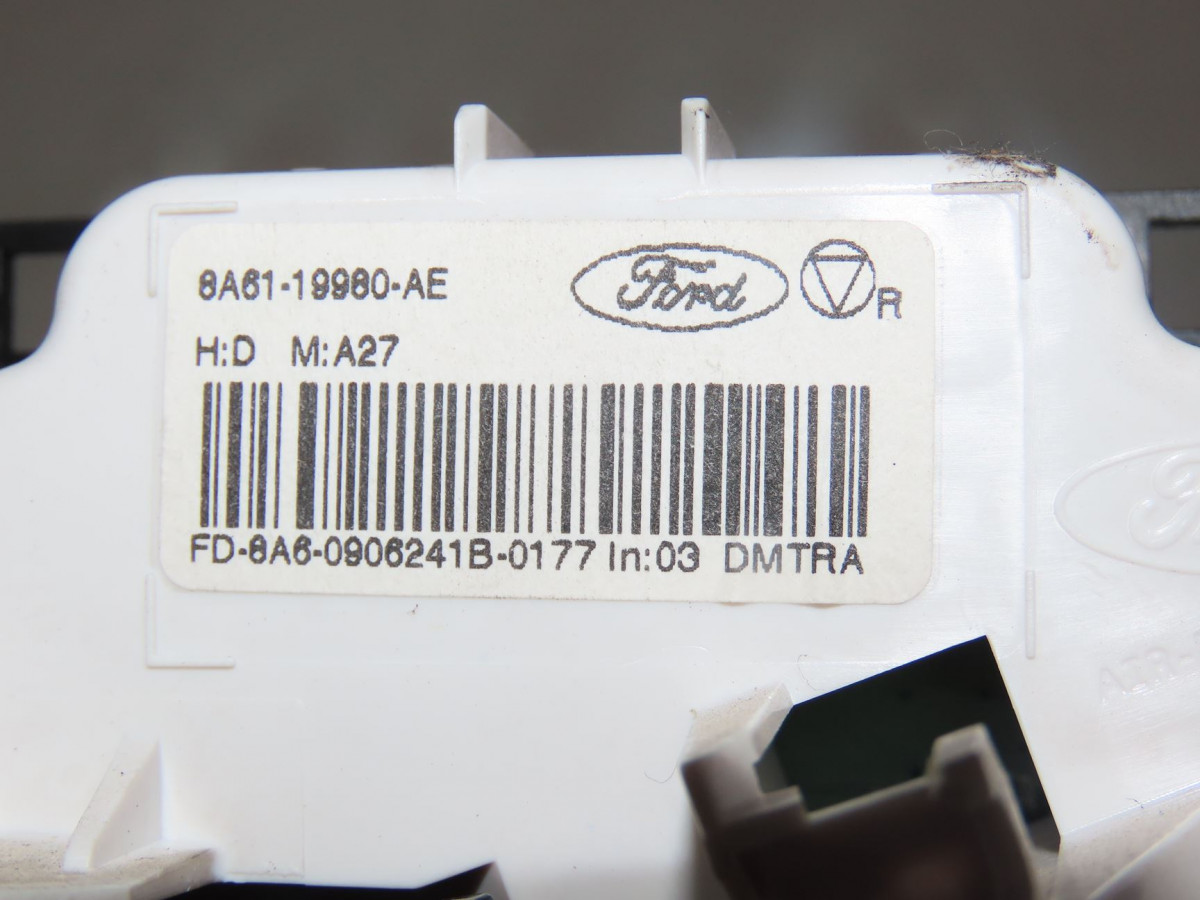 8A61-19980-AE
Ford
R
H:D M:A27
FD-8A6-0906241B-0177 In:03 DMTRA